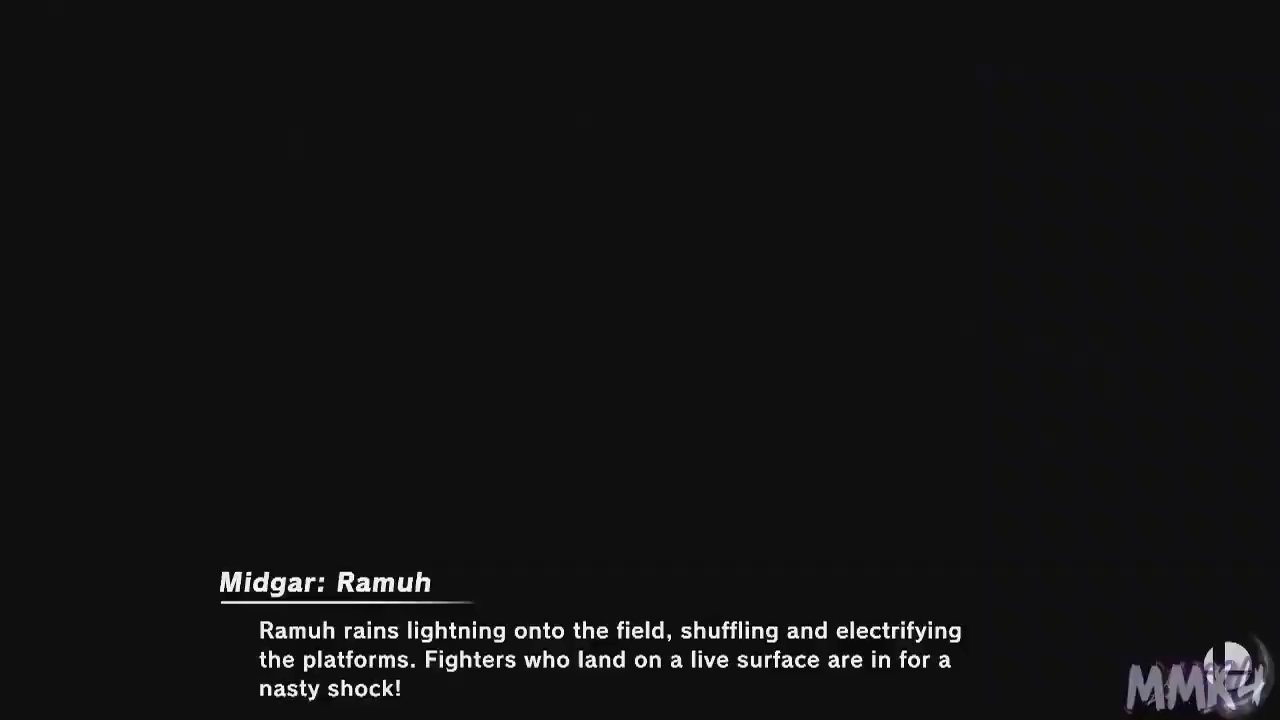 Midgar: Ramuh
Ramuh rains lightning onto the field, shuffling and electrifying
the platforms. Fighters who land on a live surface are in for a
nasty shock!
MMK4